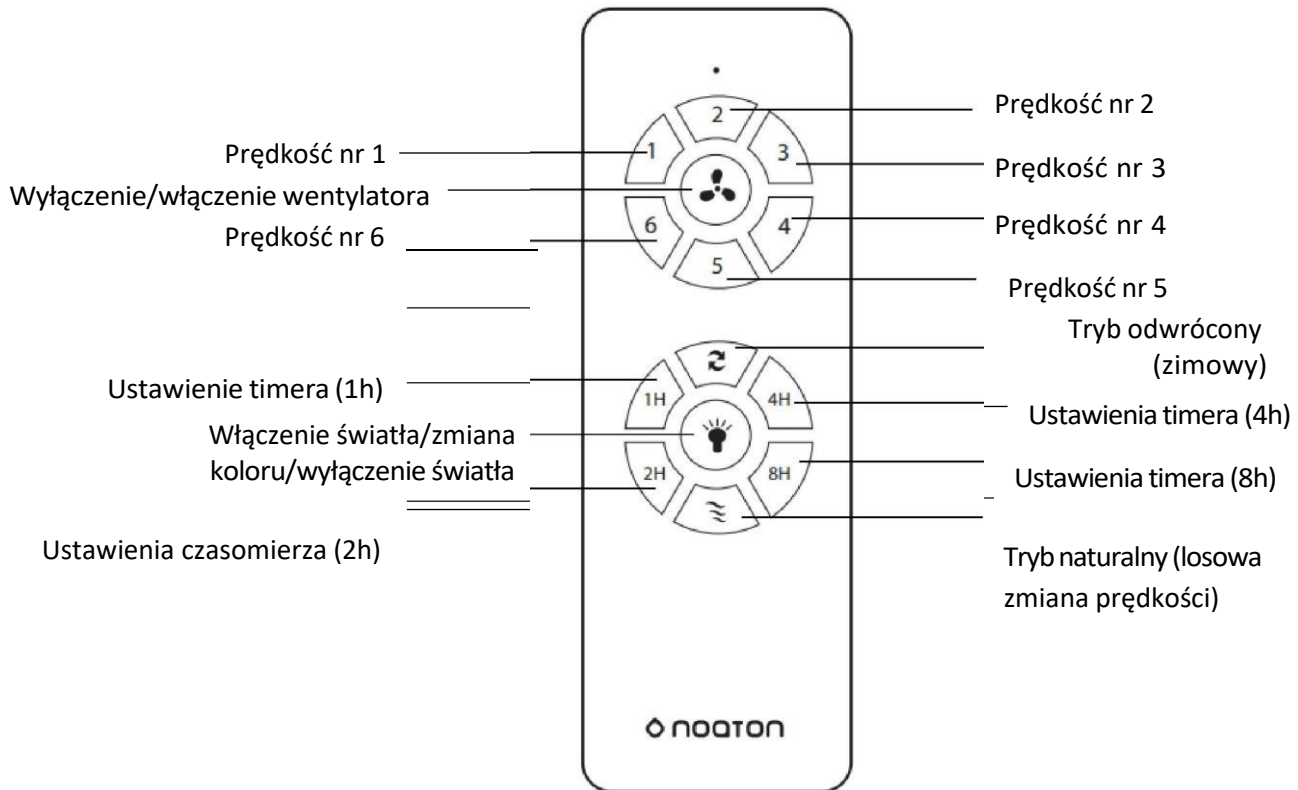 Prędkość nr 1
Wyłączenie/włączenie wentylatora
Prędkość nr 6
Ustawienie timera (1h)
Włączenie światła/zmiana
koloru/wyłączenie światła
Ustawienia czasomierza (2h)
2
1
3
6
4
5
1H
4H
2H
8H
noaton
Prędkość nr 2
Prędkość nr 3
Prędkość nr 4
Prędkość nr 5
Tryb odwrócony
(zimowy)
Ustawienia timera (4h)
Ustawienia timera (8h)
Tryb naturalny (losowa
zmiana prędkości)